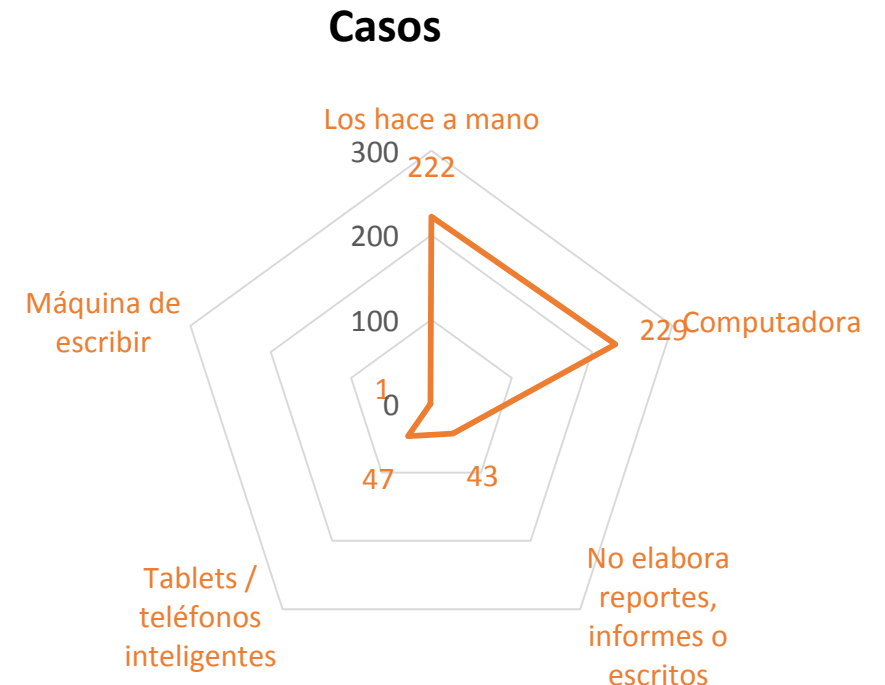 Casos
Los hace a mano
300
222
200
Máquina de
escribir
100
229
Computadora
1
0
47
43
Tablets /
teléfonos
inteligentes
No elabora
reportes,
informes o
escritos